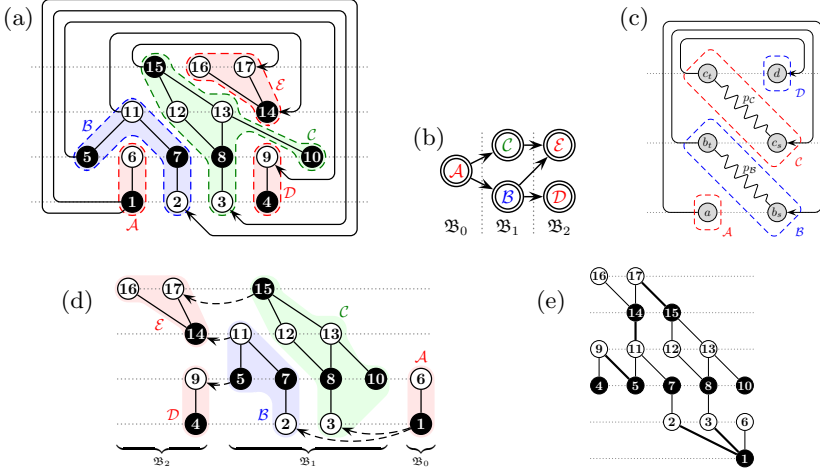 (a)
15 16 17
ℰ
11 12 13 14
ℬ
𝒞
5 6 7 8 9 10
𝒟
1 2 3 4
𝒜
(b)
𝒞 ℰ
𝒜
ℬ 𝒟
𝔅₀ 𝔅₁ 𝔅₂
(c)
c_t d
𝒟
p_𝒞
b_t c_s
𝒞
p_ℬ
a b_s
𝒜 ℬ
(d)
16 17 15
ℰ 𝒞
14 11 12 13
𝒜
9 5 7 8 10 6
𝒟 ℬ
4 2 3 1
𝔅₂ 𝔅₁ 𝔅₀
(e)
16 17
14 15
9 11 12 13
4 5 7 8 10
2 3 6
1